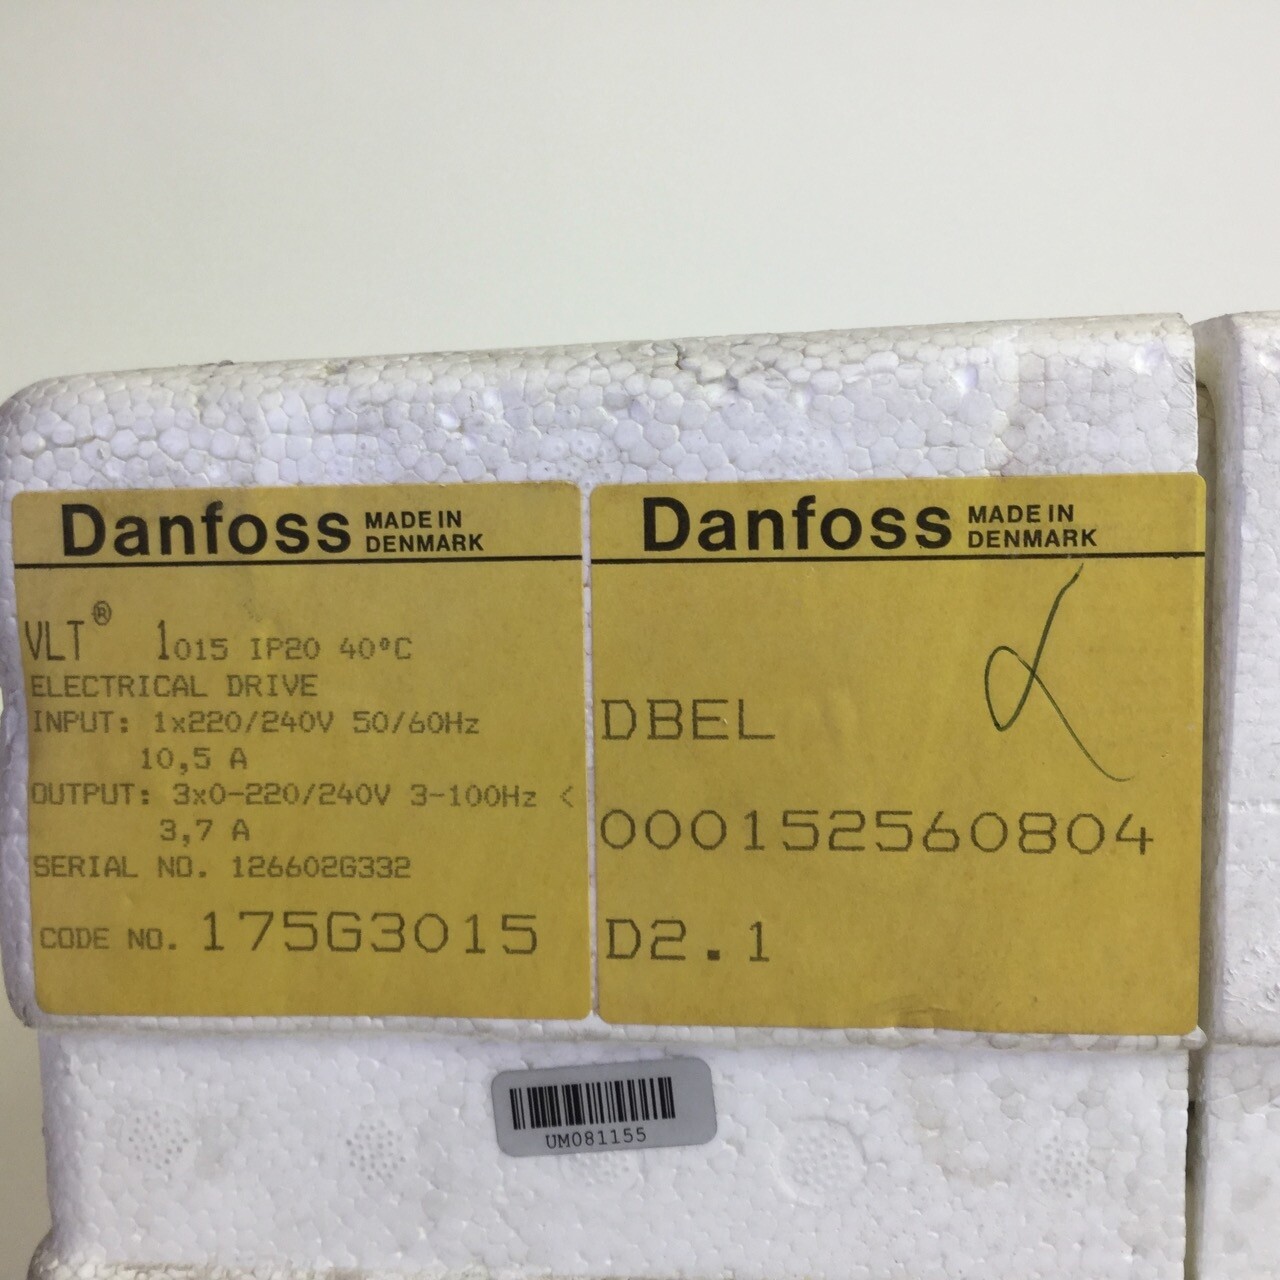 Danfoss MADE IN DENMARK
VLT® 1015 IP20 40°C
ELECTRICAL DRIVE
INPUT: 1x220/240V 50/60Hz
10,5 A
OUTPUT: 3x0-220/240V 3-100Hz <
3,7 A
SERIAL NO. 126602G332
CODE NO. 175G3015
Danfoss MADE IN DENMARK
DBEL
000152560804
D2.1
UM081155